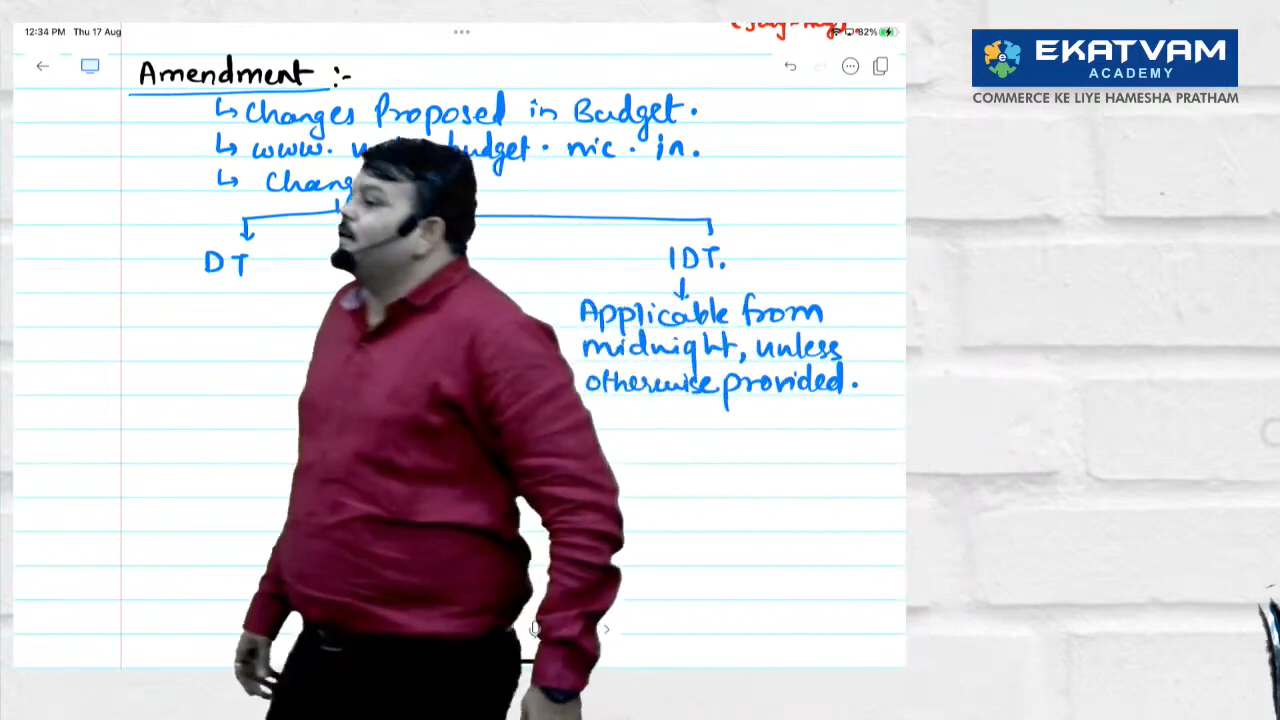 12:34 PM Thu 17 Aug
82%
EKATVAM
ACADEMY
COMMERCE KE LIYE HAMESHA PRATHAM
Amendment :-
↳ Changes Proposed in Budget.
↳ www. budget. nic. in.
↳
DT
IDT.
Applicable from
midnight, unless
otherwise provided.